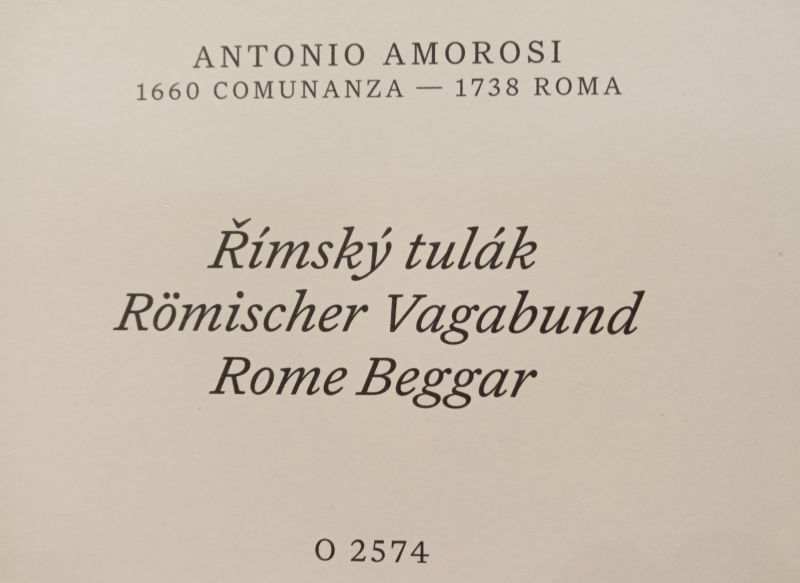 ANTONIO AMOROSI
1660 COMUNANZA — 1738 ROMA
Římský tulák
Römischer Vagabund
Rome Beggar
O 2574